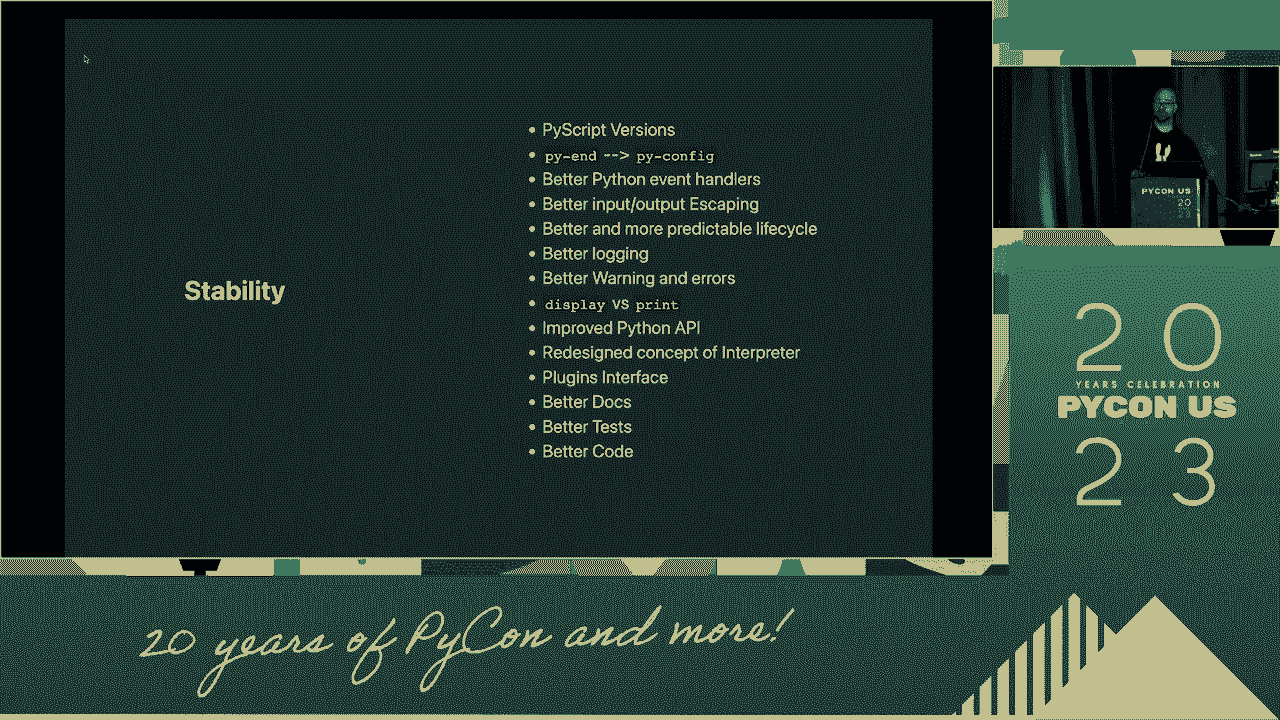 Stability
PyScript Versions
py-end --> py-config
Better Python event handlers
Better input/output Escaping
Better and more predictable lifecycle
Better logging
Better Warning and errors
display VS print
Improved Python API
Redesigned concept of Interpreter
Plugins Interface
Better Docs
Better Tests
Better Code
PYCON US
20
23
20
YEARS CELEBRATION
PYCON US
23
20 years of PyCon and more!